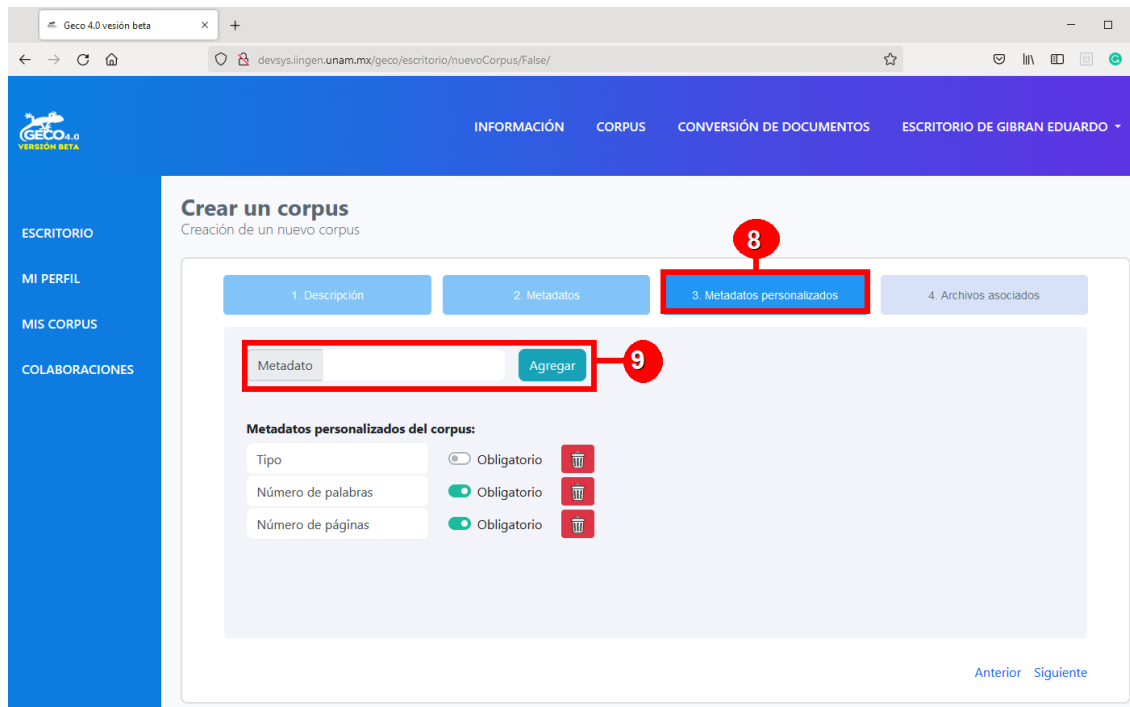 Geco 4.0 vesión beta
devsys.iingen.unam.mx/geco/escritorio/nuevoCorpus/False/
GECO4.0
VERSIÓN BETA
INFORMACIÓN CORPUS CONVERSIÓN DE DOCUMENTOS ESCRITORIO DE GIBRAN EDUARDO
ESCRITORIO
MI PERFIL
MIS CORPUS
COLABORACIONES
Crear un corpus
Creación de un nuevo corpus
8
1. Descripción 2. Metadatos 3. Metadatos personalizados 4. Archivos asociados
Metadato Agregar 9
Metadatos personalizados del corpus:
Tipo Obligatorio
Número de palabras Obligatorio
Número de páginas Obligatorio
Anterior Siguiente